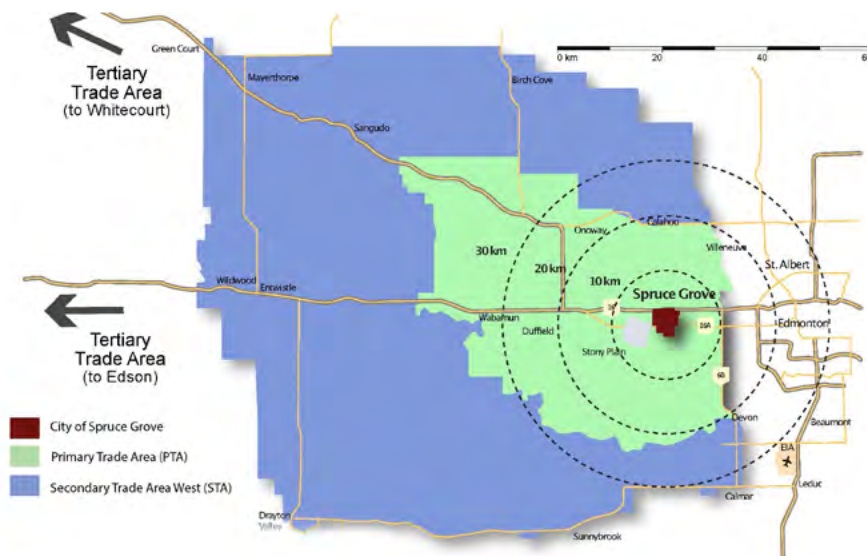 Green Court
Tertiary
Trade Area
(to Whitecourt)
Mayerthorpe
Birch Cove
0 km
20
40
Sangudo
Onoway
Calahoo
Villeneuve
30 km
20 km
10 km
St. Albert
Wildwood
Entwistle
Spruce Grove
16
Wabamun
Duffield
16A
Edmonton
Stony Plain
Tertiary
Trade Area
(to Edson)
60
Devon
Beaumont
City of Spruce Grove
Primary Trade Area (PTA)
Secondary Trade Area West (STA)
EIA
Leduc
Calmar
Drayton
Valley
Sunnybrook